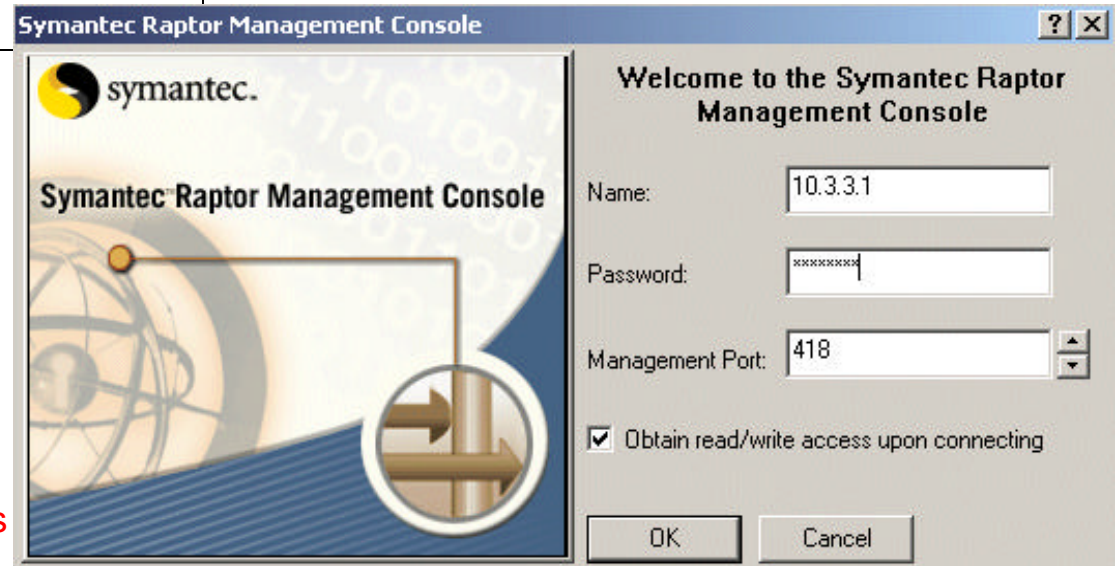 Symantec Raptor Management Console
symantec.
Symantec™ Raptor Management Console
Welcome to the Symantec Raptor
Management Console
Name: 10.3.3.1
Password: ********
Management Port: 418
Obtain read/write access upon connecting
OK Cancel
s